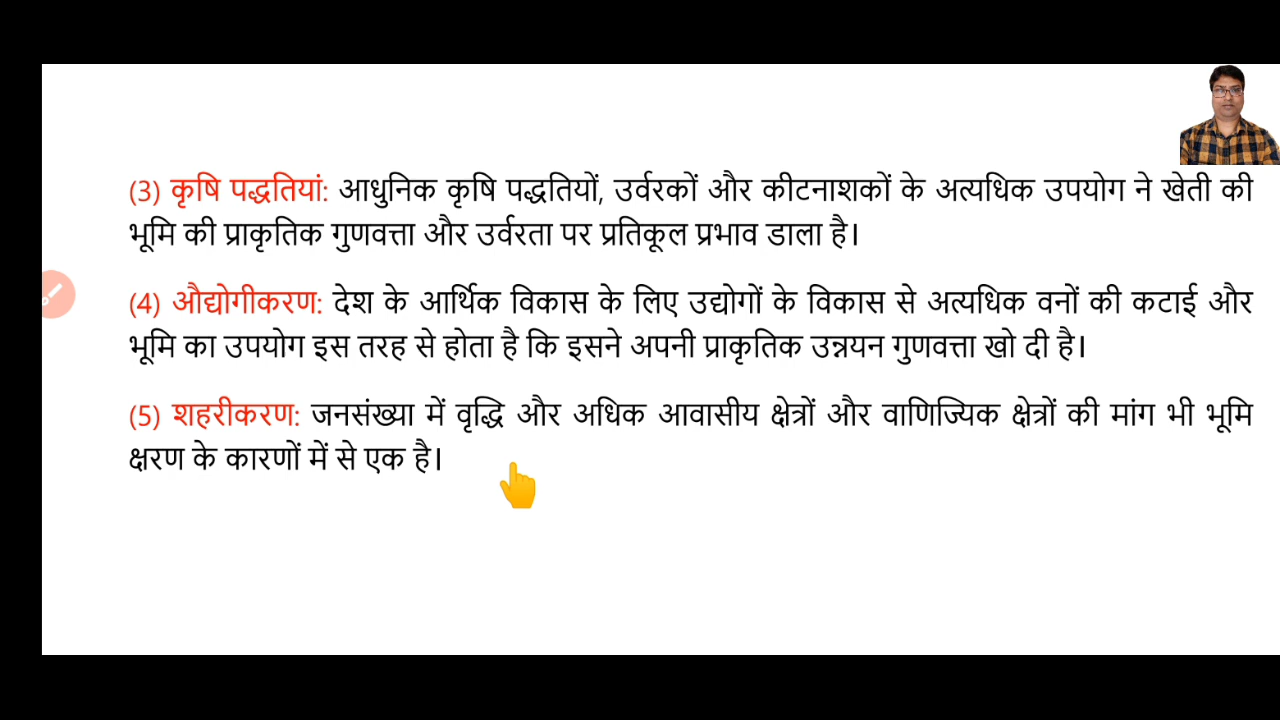 (3) कृषि पद्धतियां: आधुनिक कृषि पद्धतियों, उर्वरकों और कीटनाशकों के अत्यधिक उपयोग ने खेती की
भूमि की प्राकृतिक गुणवत्ता और उर्वरता पर प्रतिकूल प्रभाव डाला है।
(4) औद्योगीकरण: देश के आर्थिक विकास के लिए उद्योगों के विकास से अत्यधिक वनों की कटाई और
भूमि का उपयोग इस तरह से होता है कि इसने अपनी प्राकृतिक उन्नयन गुणवत्ता खो दी है।
(5) शहरीकरण: जनसंख्या में वृद्धि और अधिक आवासीय क्षेत्रों और वाणिज्यिक क्षेत्रों की मांग भी भूमि
क्षरण के कारणों में से एक है।